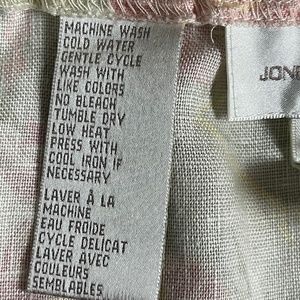 MACHINE WASH
COLD WATER
GENTLE CYCLE
WASH WITH
LIKE COLORS
NO BLEACH
TUMBLE DRY
LOW HEAT
PRESS WITH
COOL IRON IF
NECESSARY
LAVER À LA
MACHINE
EAU FROIDE
CYCLE DELICAT
LAVER AVEC
COULEURS
SEMBLABLES
JONE